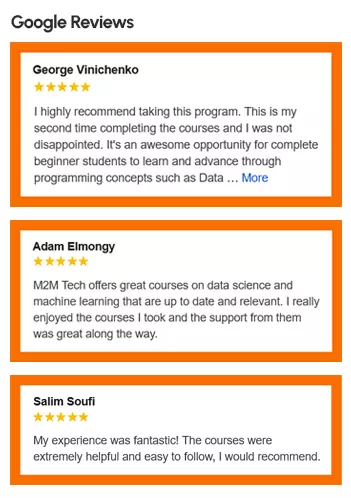 Google Reviews
George Vinichenko
I highly recommend taking this program. This is my
second time completing the courses and I was not
disappointed. It's an awesome opportunity for complete
beginner students to learn and advance through
programming concepts such as Data … More
Adam Elmongy
M2M Tech offers great courses on data science and
machine learning that are up to date and relevant. I really
enjoyed the courses I took and the support from them
was great along the way.
Salim Soufi
My experience was fantastic! The courses were
extremely helpful and easy to follow, I would recommend.